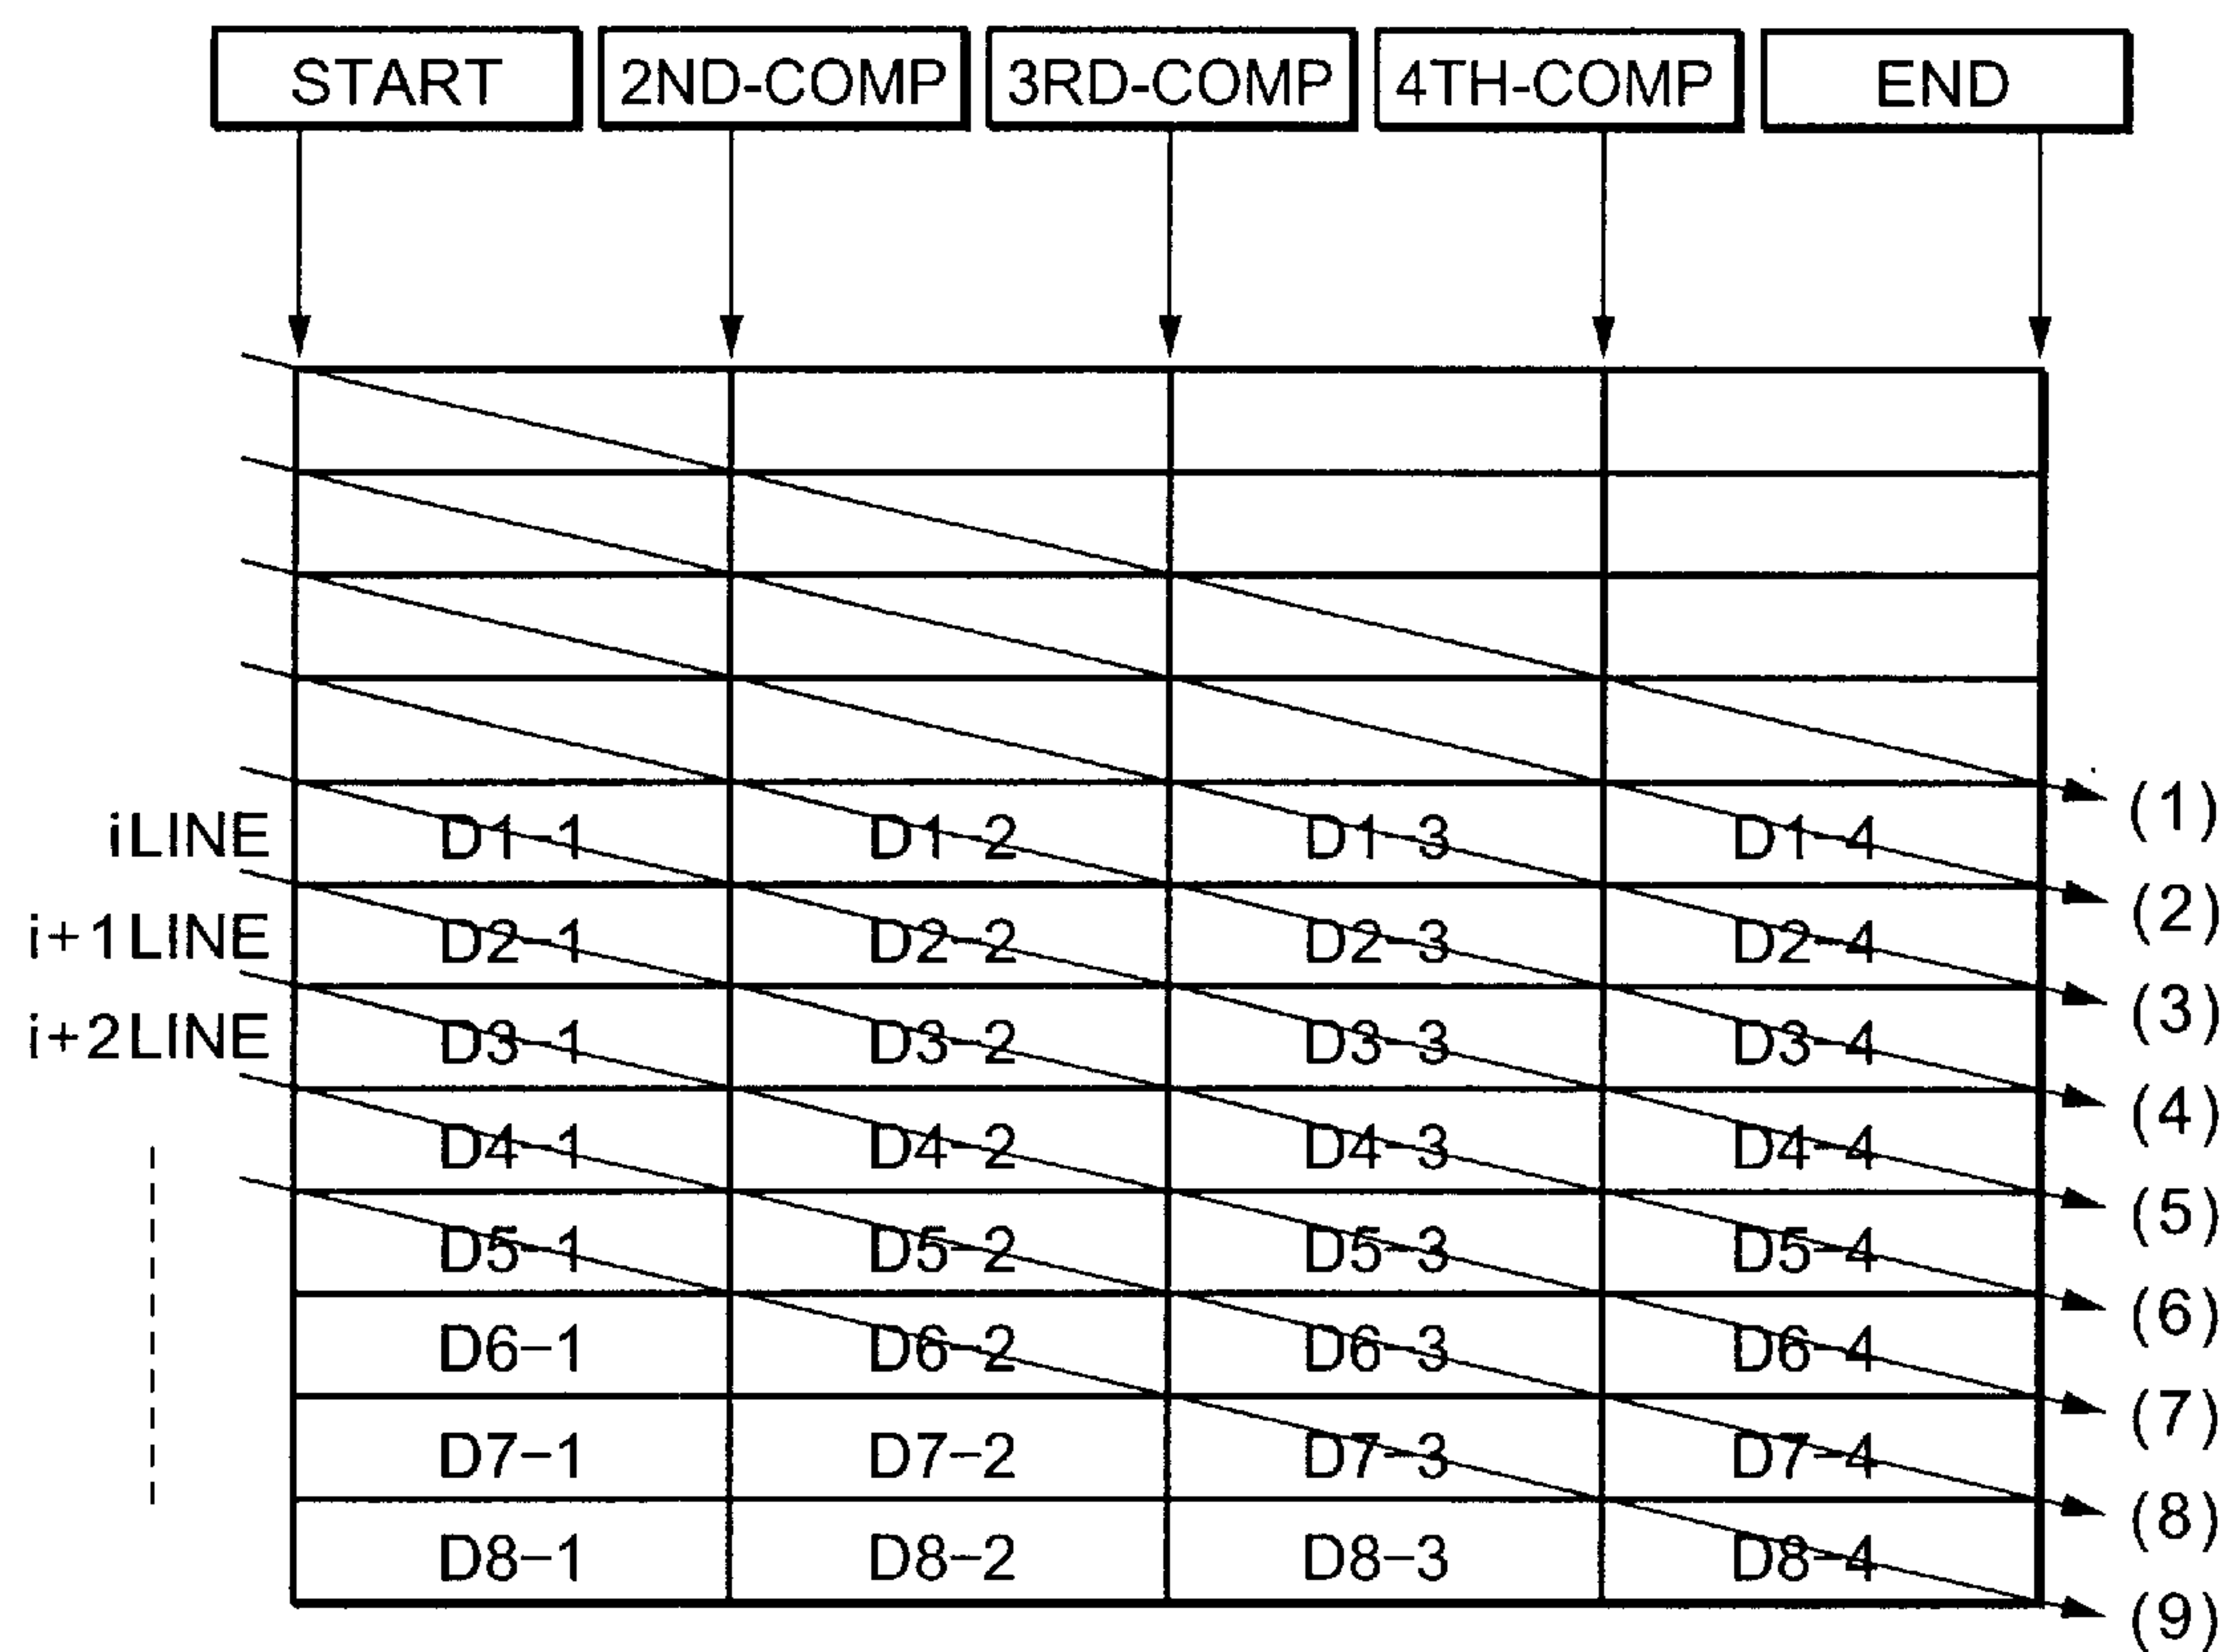 START 2ND-COMP 3RD-COMP 4TH-COMP END
(1)
iLINE D1-1 D1-2 D1-3 D1-4
(2)
i+1LINE D2-1 D2-2 D2-3 D2-4
(3)
i+2LINE D3-1 D3-2 D3-3 D3-4
(4)
D4-1 D4-2 D4-3 D4-4
(5)
D5-1 D5-2 D5-3 D5-4
(6)
D6-1 D6-2 D6-3 D6-4
(7)
D7-1 D7-2 D7-3 D7-4
(8)
D8-1 D8-2 D8-3 D8-4
(9)